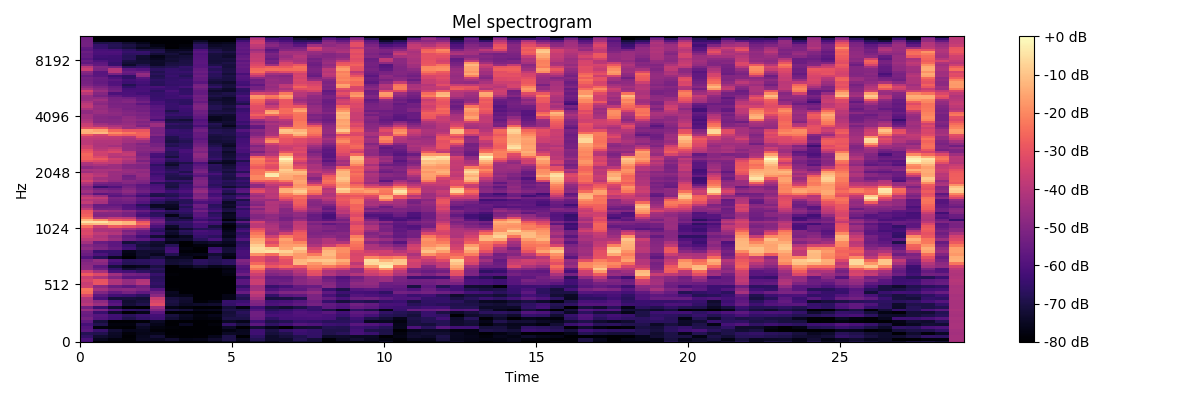 Mel spectrogram
Hz
8192
4096
2048
1024
512
0
0 5 10 15 20 25
Time
+0 dB
-10 dB
-20 dB
-30 dB
-40 dB
-50 dB
-60 dB
-70 dB
-80 dB